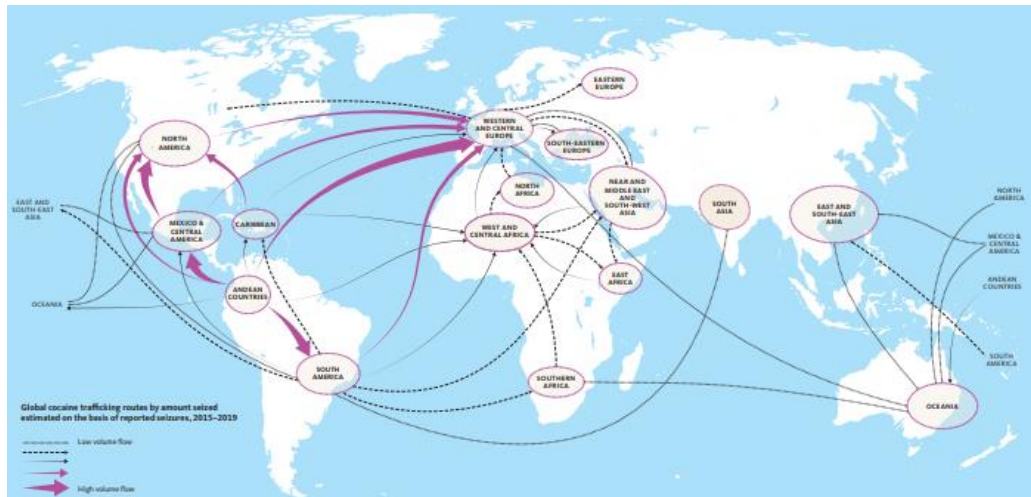 EASTERN
EUROPE
WESTERN
AND CENTRAL
EUROPE
NORTH
AMERICA
SOUTH-EASTERN
EUROPE
NORTH
AFRICA
NEAR AND
MIDDLE EAST
AND
SOUTH-WEST
ASIA
SOUTH
ASIA
EAST AND
SOUTH-EAST
ASIA
NORTH
AMERICA
EAST AND
SOUTH-EAST
ASIA
MEXICO &
CENTRAL
AMERICA
CARIBBEAN
WEST AND
CENTRAL AFRICA
MEXICO &
CENTRAL
AMERICA
EAST
AFRICA
ANDEAN
COUNTRIES
ANDEAN
COUNTRIES
OCEANIA
SOUTH
AMERICA
SOUTH
AMERICA
SOUTHERN
AFRICA
OCEANIA
Global cocaine trafficking routes by amount seized
estimated on the basis of reported seizures, 2015–2019
Low volume flow
High volume flow